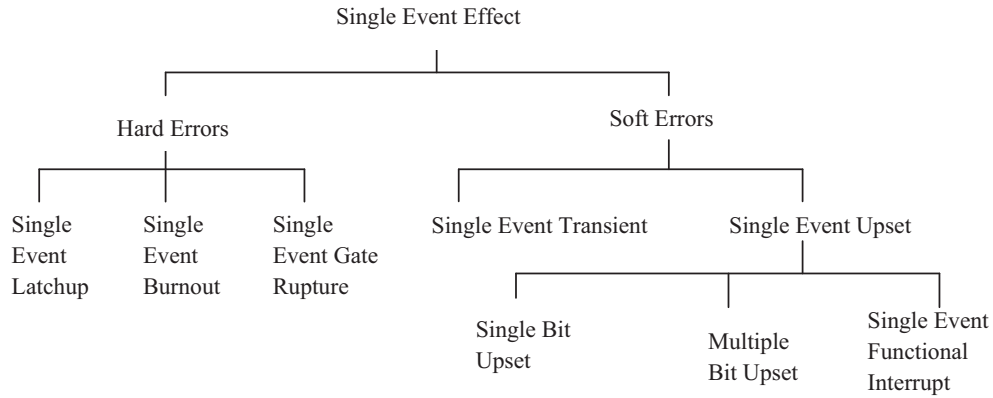 Single Event Effect
Hard Errors
Soft Errors
Single
Event
Latchup
Single
Event
Burnout
Single
Event Gate
Rupture
Single Event Transient
Single Event Upset
Single Bit
Upset
Multiple
Bit Upset
Single Event
Functional
Interrupt